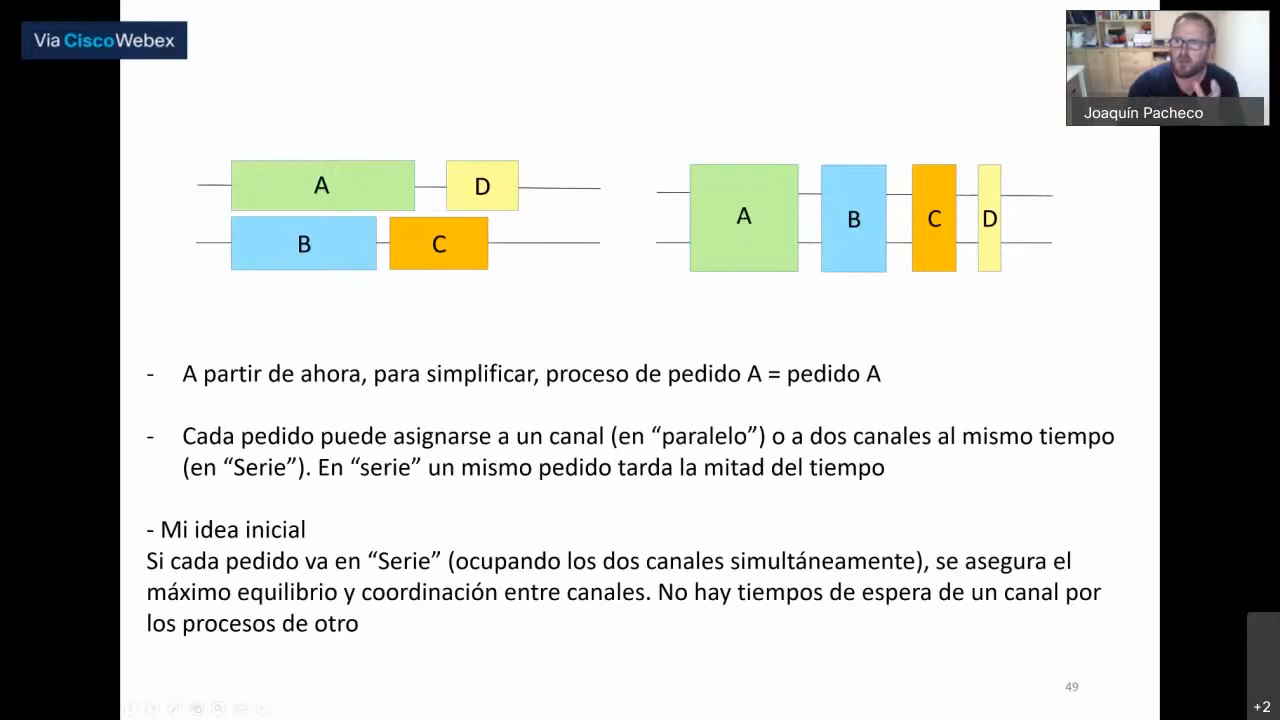 Via CiscoWebex
Joaquín Pacheco
A
D
B
C
A
B
C
D
- A partir de ahora, para simplificar, proceso de pedido A = pedido A
- Cada pedido puede asignarse a un canal (en “paralelo”) o a dos canales al mismo tiempo
(en “Serie”). En “serie” un mismo pedido tarda la mitad del tiempo
- Mi idea inicial
Si cada pedido va en “Serie” (ocupando los dos canales simultáneamente), se asegura el
máximo equilibrio y coordinación entre canales. No hay tiempos de espera de un canal por
los procesos de otro
49
+2